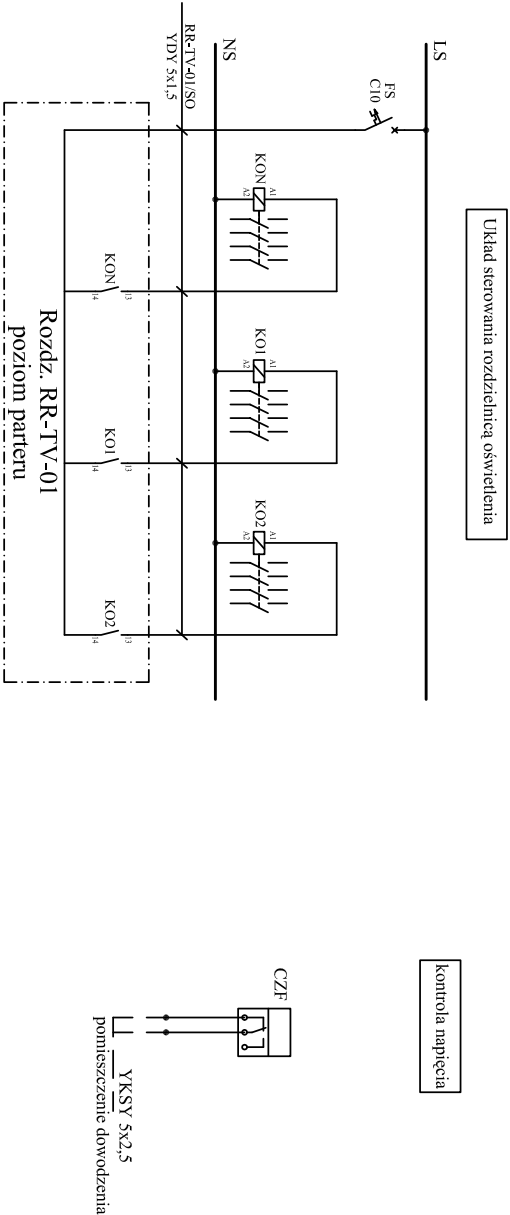 Układ sterowania rozdzielnicą oświetlenia
LS
FS
C10
NS
KON
A1
A2
KO1
A1
A2
KO2
A1
A2
RR-TV-01/SO
YDY 5x1,5
KON
13
14
KO1
13
14
KO2
13
14
Rozdz. RR-TV-01
poziom parteru
kontrola napięcia
CZF
YKSY 5x2,5
pomieszczenie dowodzenia